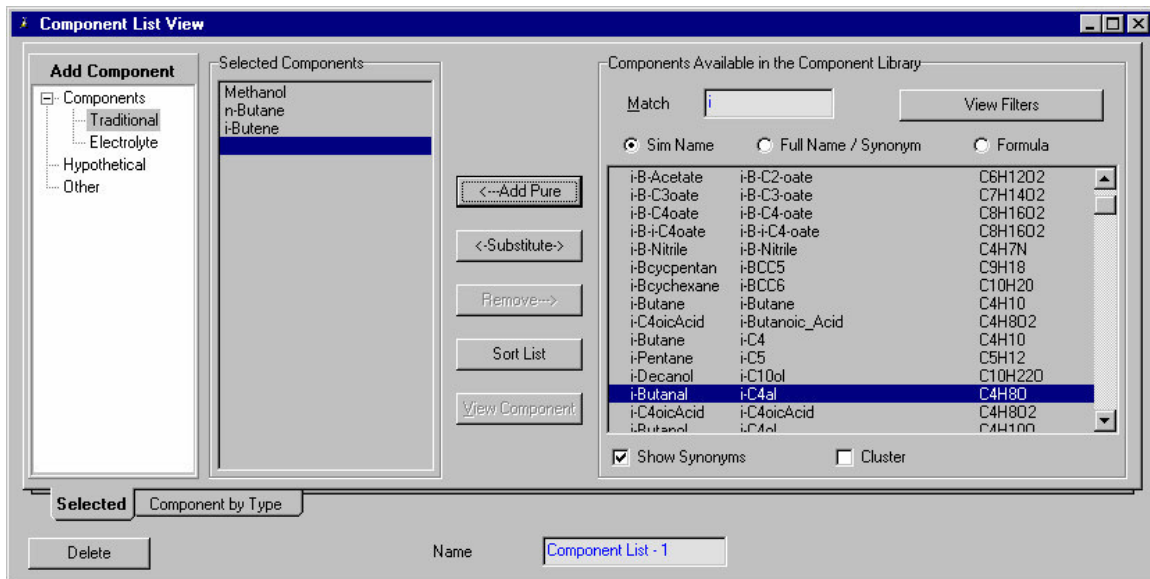 Component List View
Add Component
Components
Traditional
Electrolyte
Hypothetical
Other
Selected Components
Methanol
n-Butane
i-Butene
<---Add Pure
<-Substitute->
Remove--->
Sort List
View Component
Components Available in the Component Library
Match i View Filters
Sim Name Full Name / Synonym Formula
i-B-Acetate i-B-C2-oate C6H12O2
i-B-C3oate i-B-C3-oate C7H14O2
i-B-C4oate i-B-C4-oate C8H16O2
i-B-i-C4oate i-B-i-C4-oate C8H16O2
i-B-Nitrile i-B-Nitrile C4H7N
i-Bcycpentan i-BCC5 C9H18
i-Bcychexane i-BCC6 C10H20
i-Butane i-Butane C4H10
i-C4oicAcid i-Butanoic_Acid C4H8O2
i-Butane i-C4 C4H10
i-Pentane i-C5 C5H12
i-Decanol i-C10ol C10H22O
i-Butanal i-C4al C4H8O
i-C4oicAcid i-C4oicAcid C4H8O2
i-Butanol i-C4ol C4H10O
Show Synonyms Cluster
Selected Component by Type
Delete Name Component List - 1